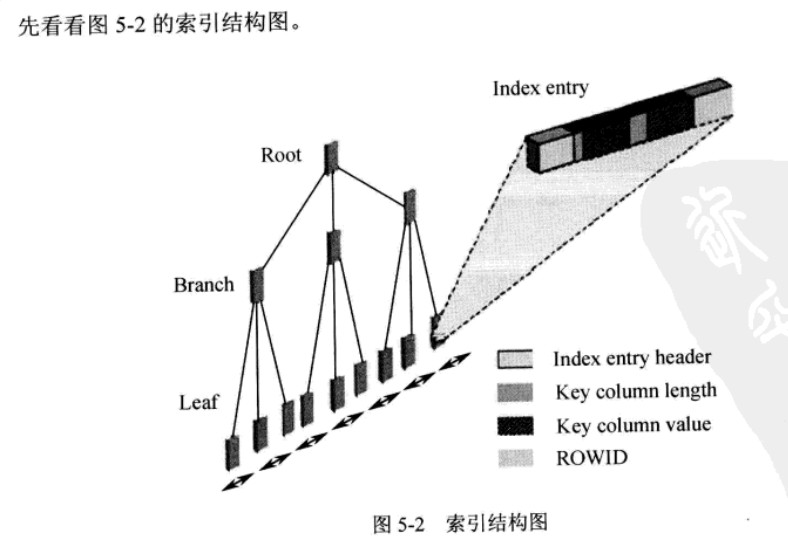 先看看图 5-2 的索引结构图。
Index entry
Root
Branch
Leaf
Index entry header
Key column length
Key column value
ROWID
图 5-2 索引结构图